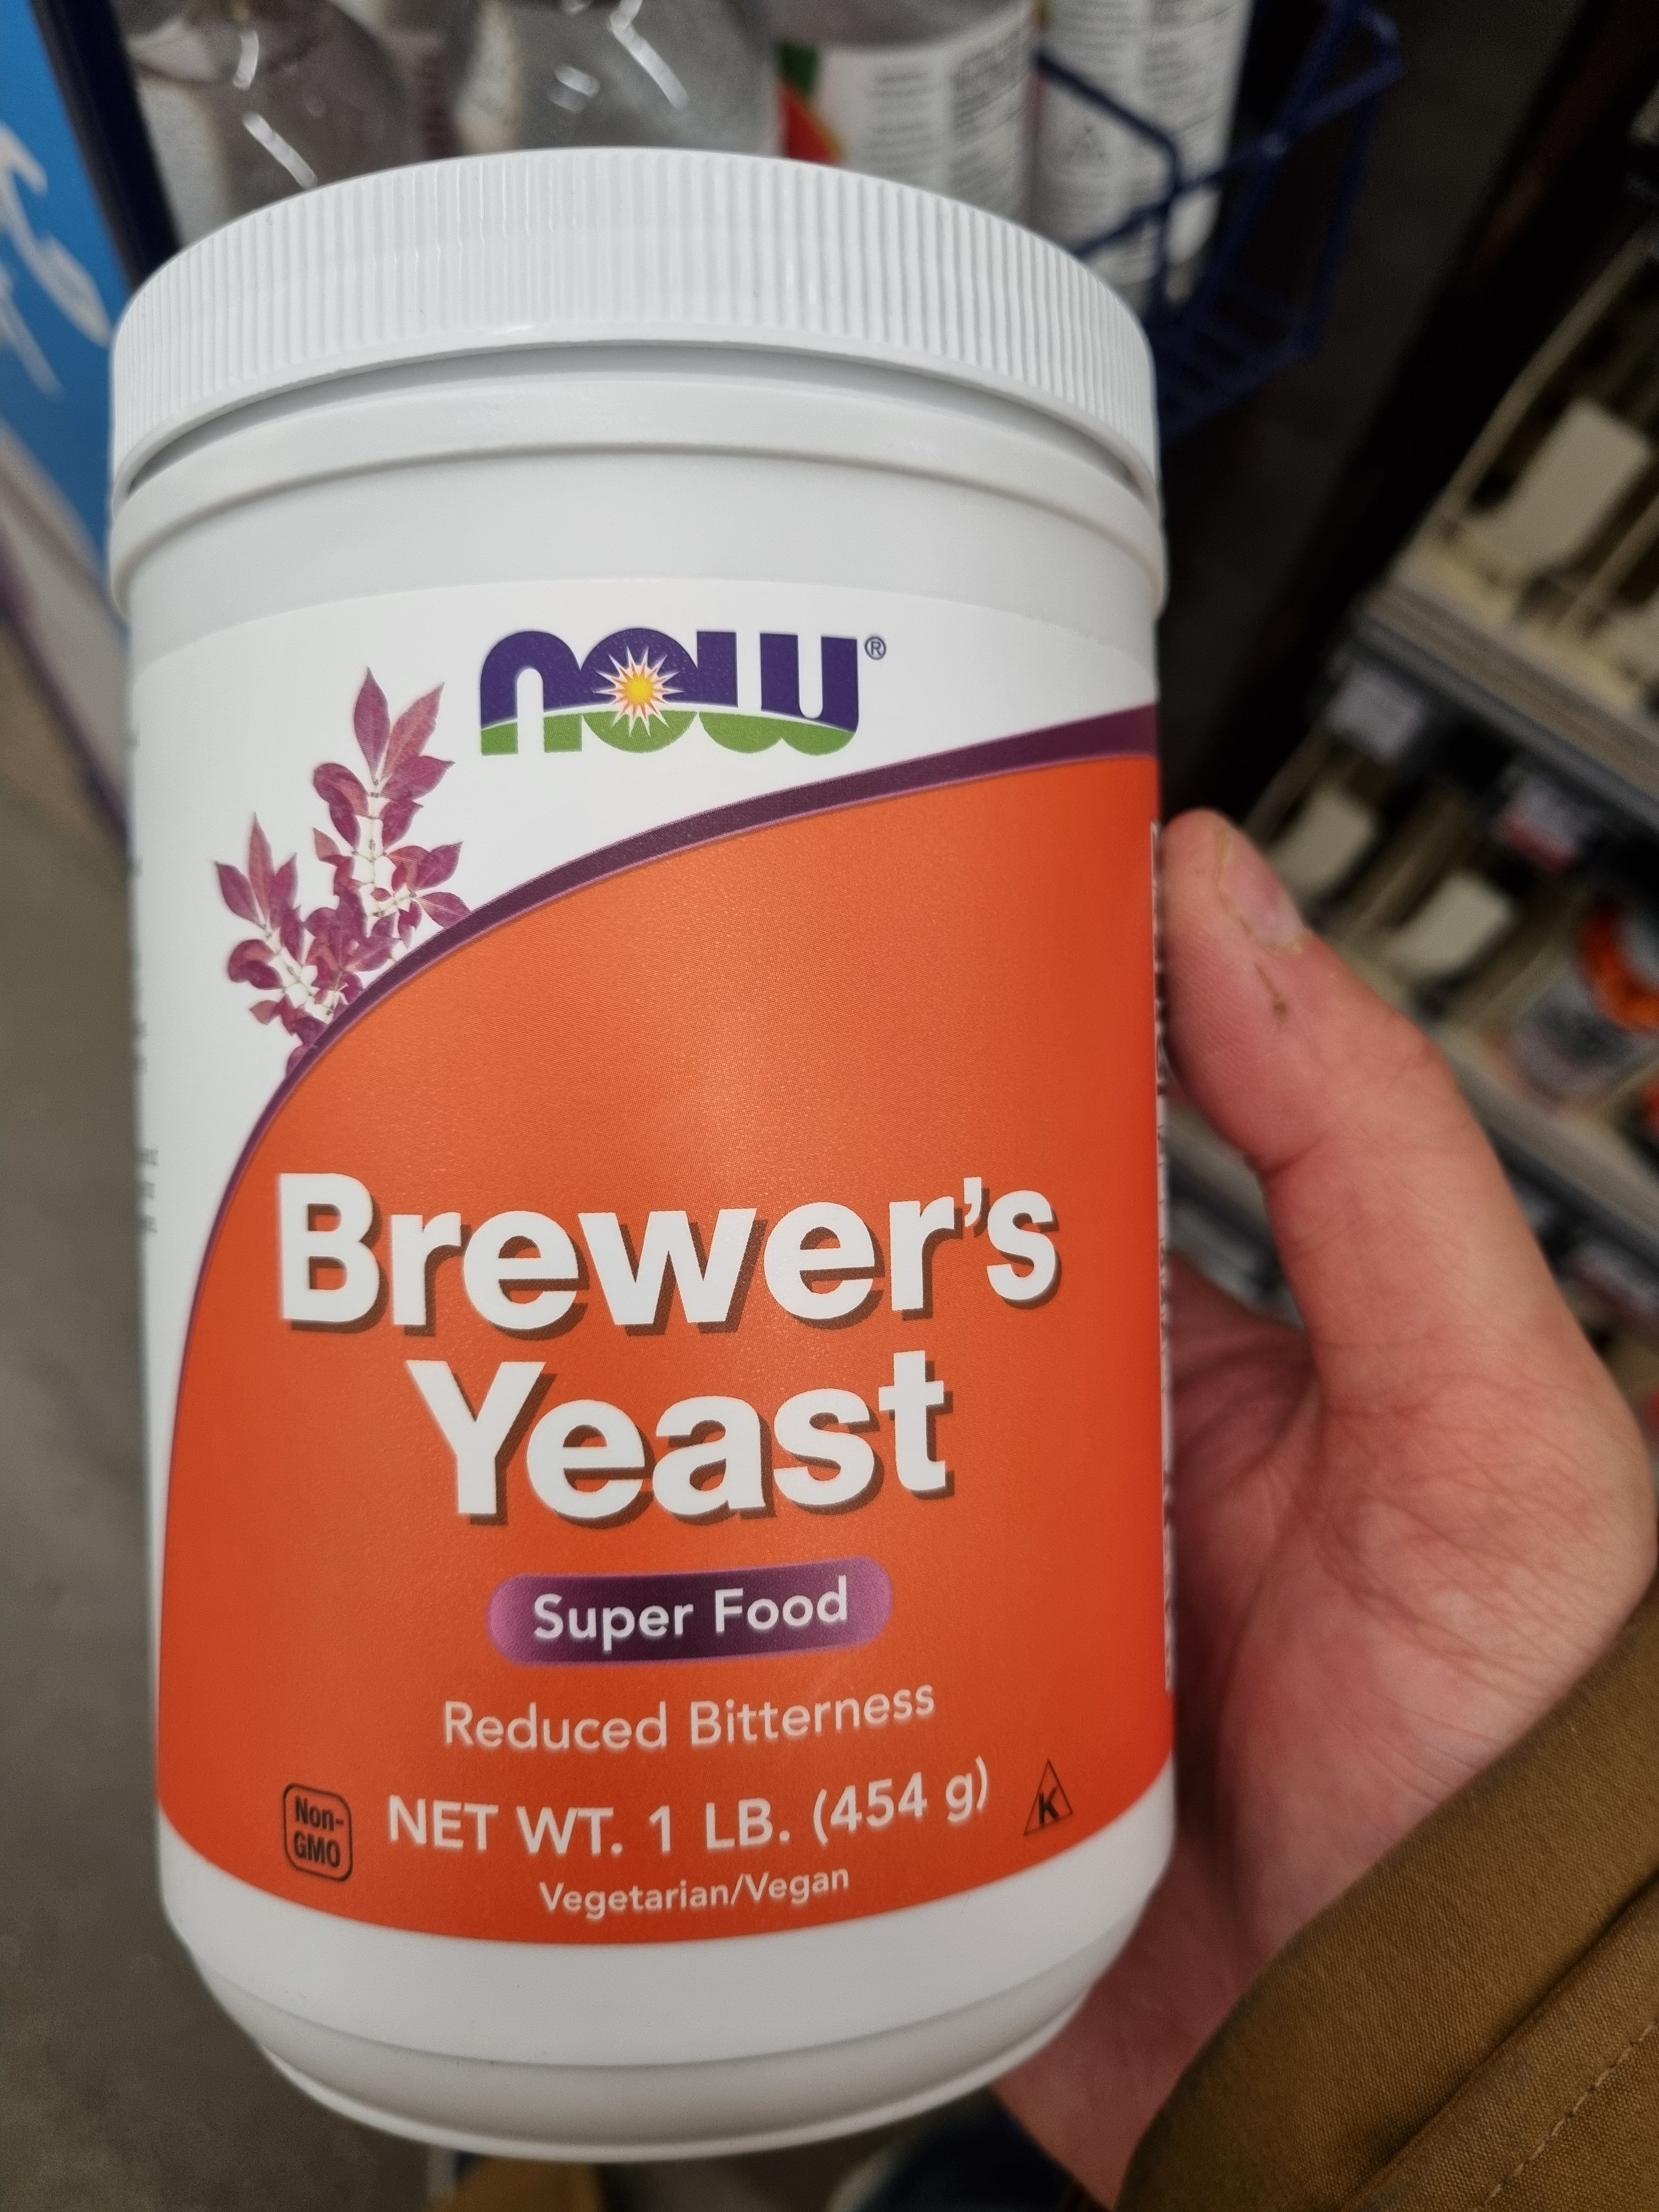 now®
Brewer's
Yeast
Super Food
Reduced Bitterness
Non-
GMO
NET WT. 1 LB. (454 g)
K
Vegetarian/Vegan